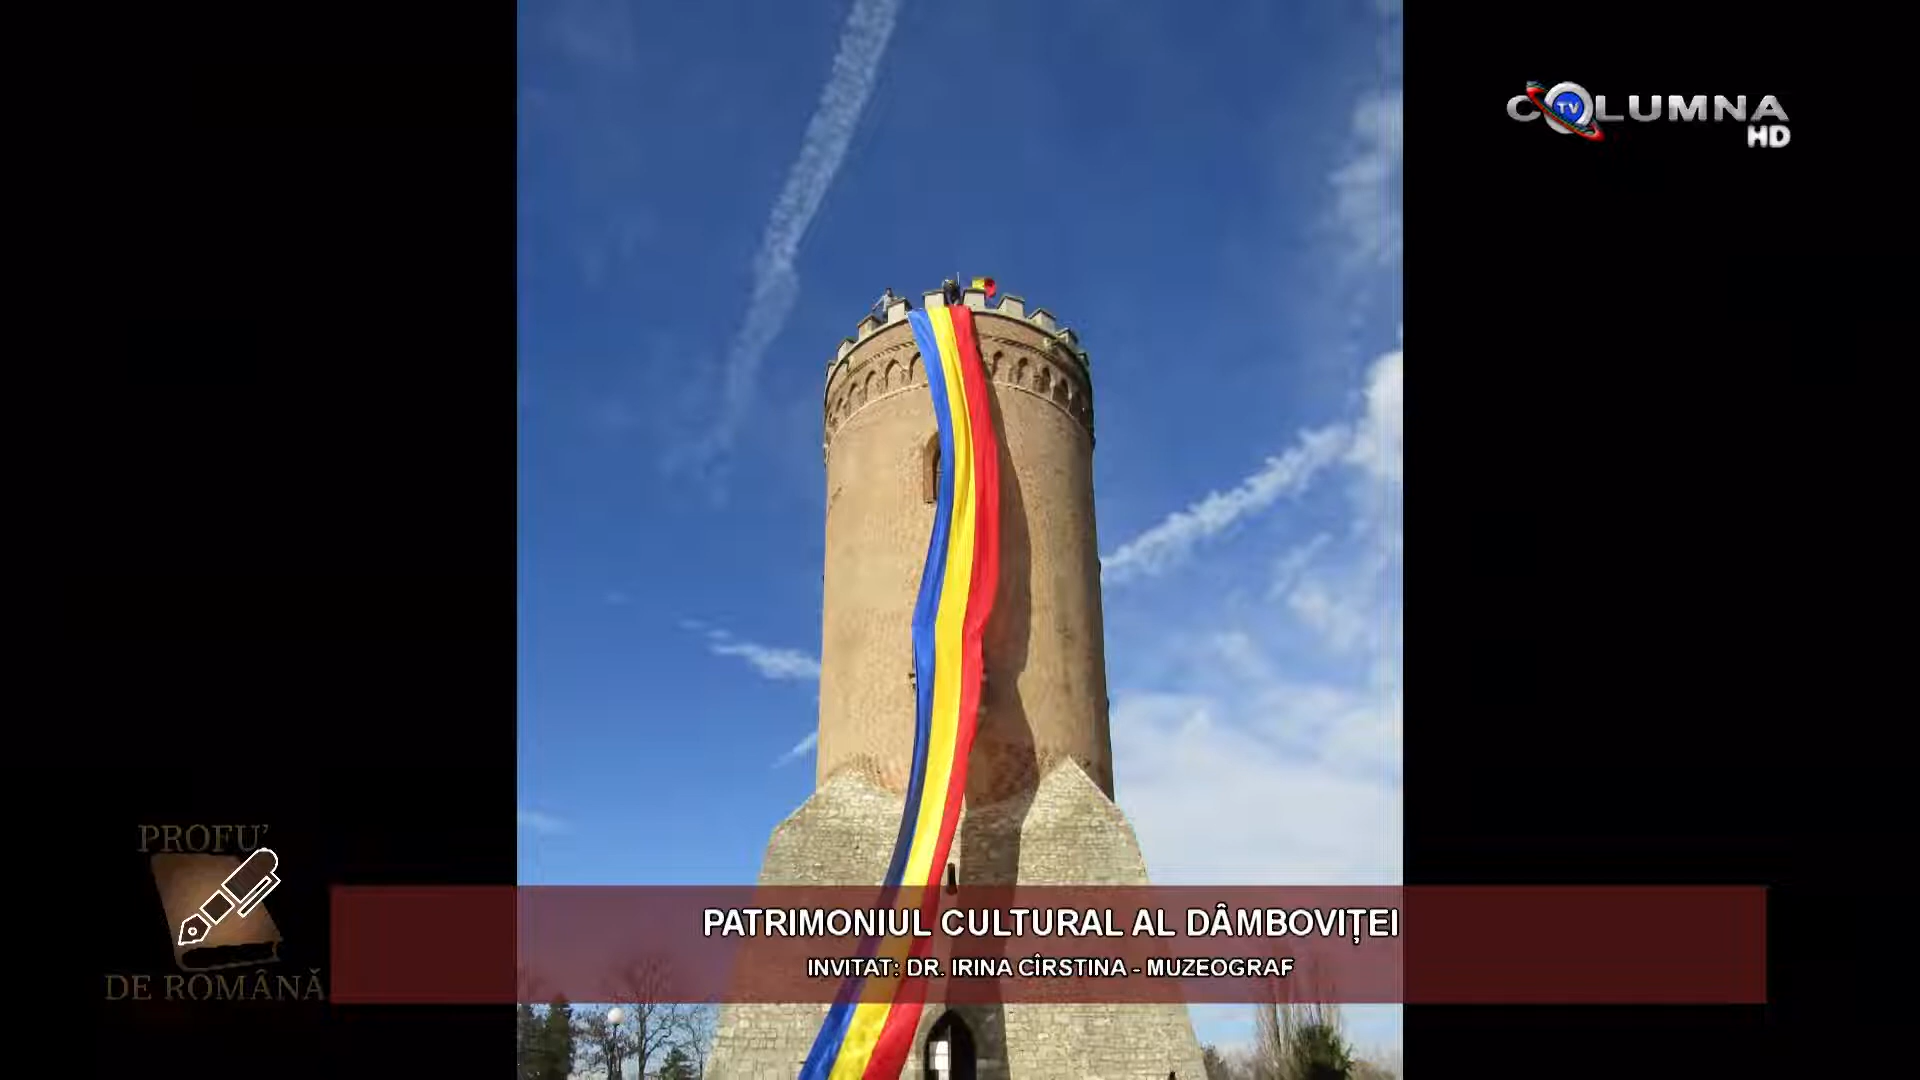 COLUMNA
TV
HD
PROFU'
DE ROMÂNĂ
PATRIMONIUL CULTURAL AL DÂMBOVIȚEI
INVITAT: DR. IRINA CÎRSTINA - MUZEOGRAF